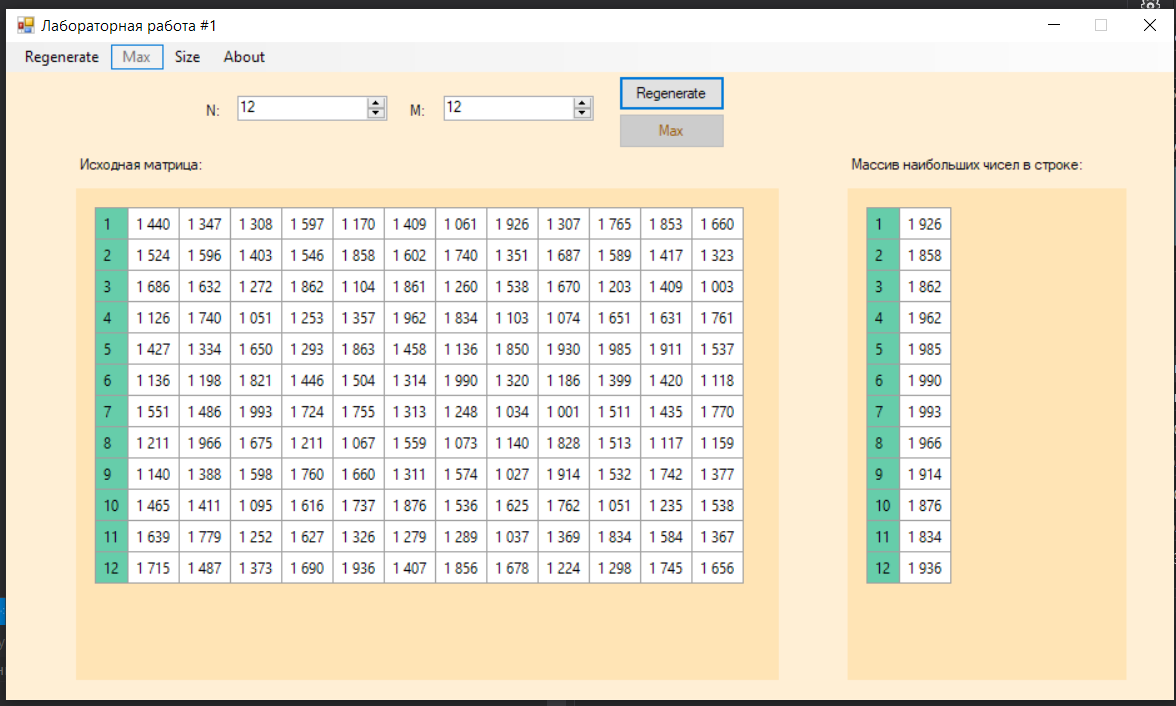 Лабораторная работа #1
Regenerate Max Size About
N: 12 M: 12 Regenerate
Max
Исходная матрица:
1 1 440 1 347 1 308 1 597 1 170 1 409 1 061 1 926 1 307 1 765 1 853 1 660
2 1 524 1 596 1 403 1 546 1 858 1 602 1 740 1 351 1 687 1 589 1 417 1 323
3 1 686 1 632 1 272 1 862 1 104 1 861 1 260 1 538 1 670 1 203 1 409 1 003
4 1 126 1 740 1 051 1 253 1 357 1 962 1 834 1 103 1 074 1 651 1 631 1 761
5 1 427 1 334 1 650 1 293 1 863 1 458 1 136 1 850 1 930 1 985 1 911 1 537
6 1 136 1 198 1 821 1 446 1 504 1 314 1 990 1 320 1 186 1 399 1 420 1 118
7 1 551 1 486 1 993 1 724 1 755 1 313 1 248 1 034 1 001 1 511 1 435 1 770
8 1 211 1 966 1 675 1 211 1 067 1 559 1 073 1 140 1 828 1 513 1 117 1 159
9 1 140 1 388 1 598 1 760 1 660 1 311 1 574 1 027 1 914 1 532 1 742 1 377
10 1 465 1 411 1 095 1 616 1 737 1 876 1 536 1 625 1 762 1 051 1 235 1 538
11 1 639 1 779 1 252 1 627 1 326 1 279 1 289 1 037 1 369 1 834 1 584 1 367
12 1 715 1 487 1 373 1 690 1 936 1 407 1 856 1 678 1 224 1 298 1 745 1 656
Массив наибольших чисел в строке:
1 1 926
2 1 858
3 1 862
4 1 962
5 1 985
6 1 990
7 1 993
8 1 966
9 1 914
10 1 876
11 1 834
12 1 936